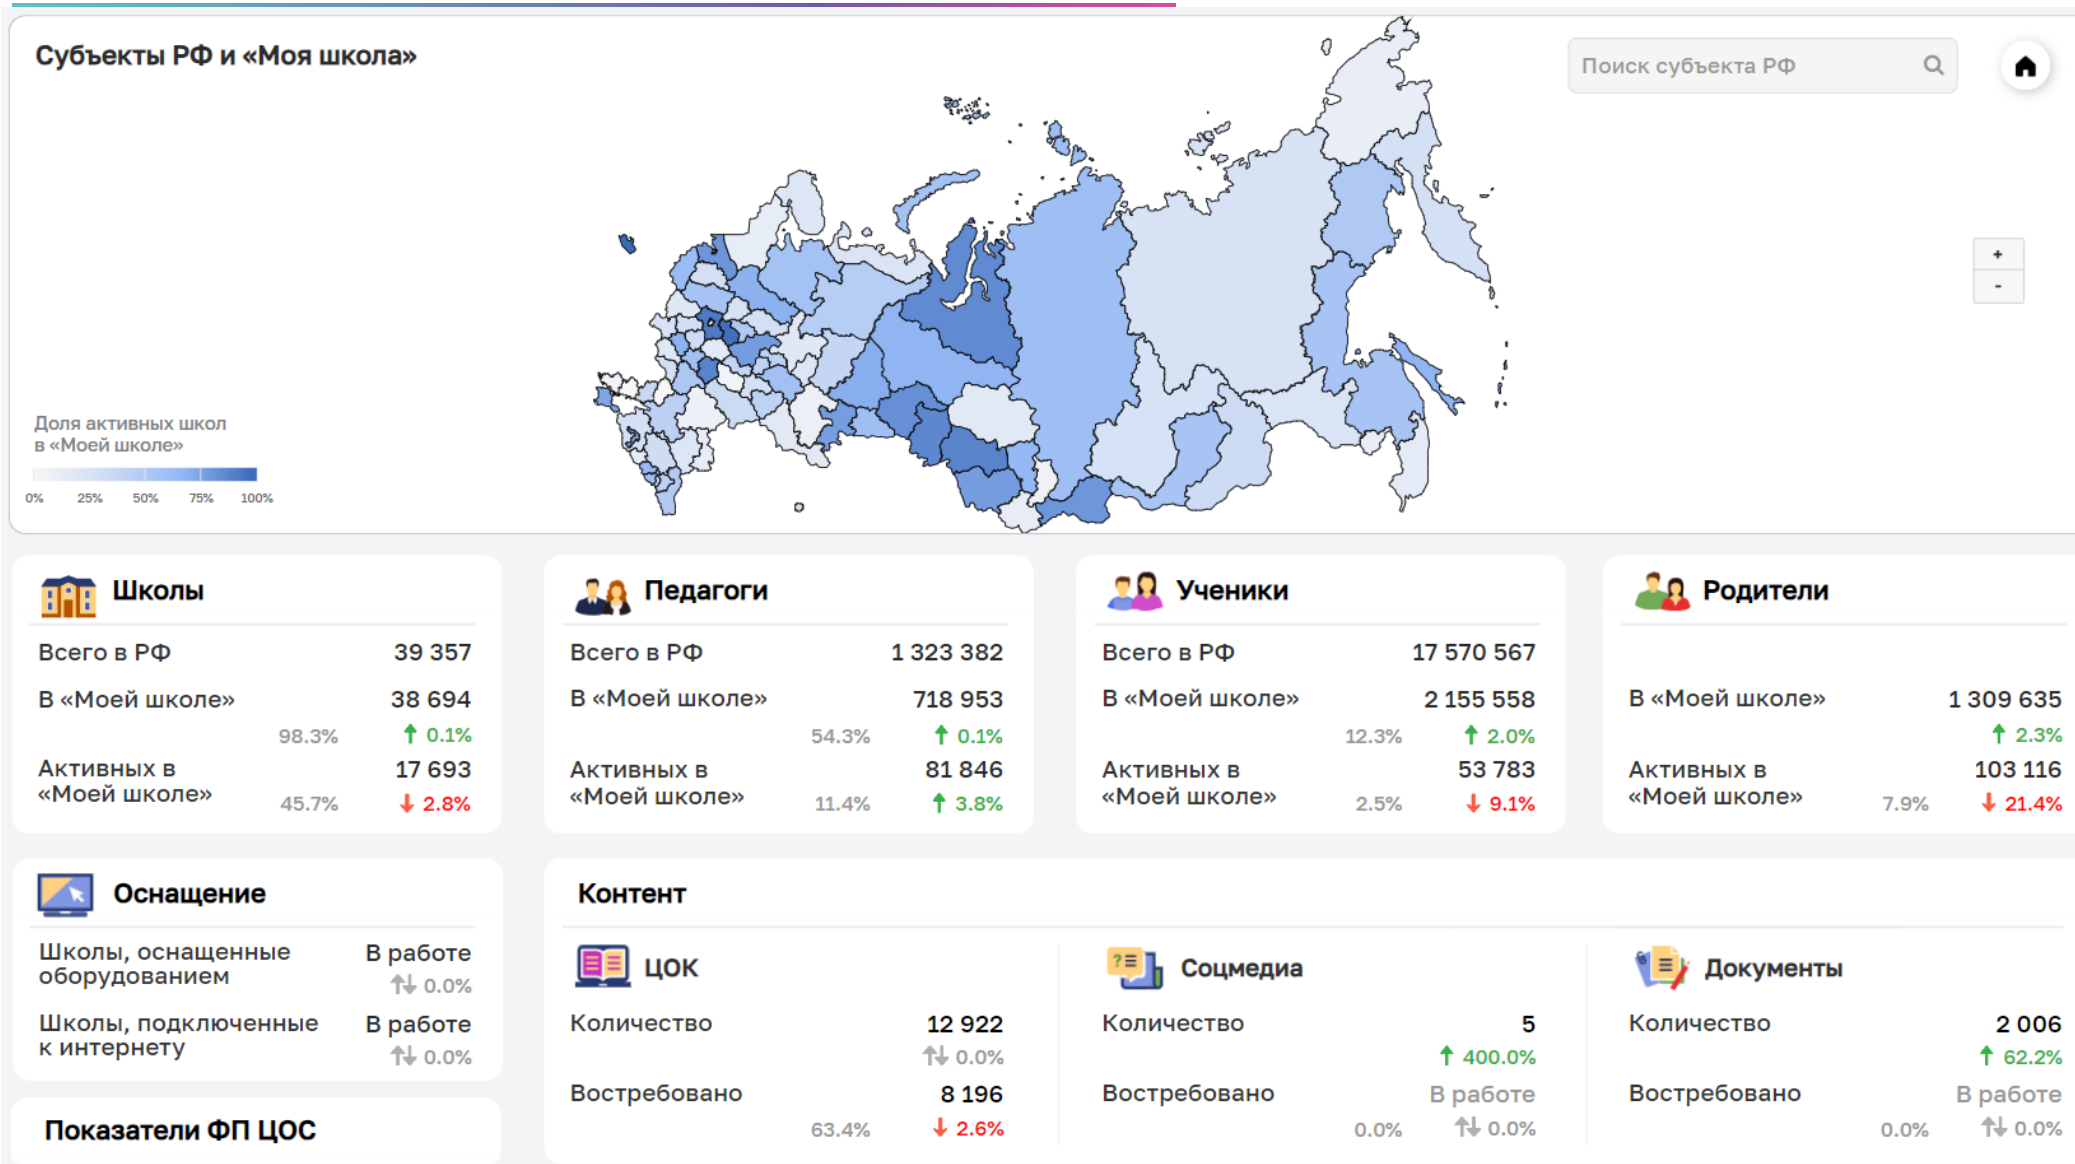 Субъекты РФ и «Моя школа»
Поиск субъекта РФ
+
-
Доля активных школ
в «Моей школе»
0% 25% 50% 75% 100%
Школы
Всего в РФ 39 357
В «Моей школе» 38 694
98.3% 0.1%
Активных в 17 693
«Моей школе»
45.7% 2.8%
Педагоги
Всего в РФ 1 323 382
В «Моей школе» 718 953
54.3% 0.1%
Активных в 81 846
«Моей школе»
11.4% 3.8%
Ученики
Всего в РФ 17 570 567
В «Моей школе» 2 155 558
12.3% 2.0%
Активных в 53 783
«Моей школе»
2.5% 9.1%
Родители
В «Моей школе» 1 309 635
2.3%
Активных в 103 116
«Моей школе»
7.9% 21.4%
Оснащение
Школы, оснащенные В работе
оборудованием 0.0%
Школы, подключенные В работе
к интернету 0.0%
Показатели ФП ЦОС
Контент
ЦОК
Количество 12 922
0.0%
Востребовано 8 196
63.4% 2.6%
Соцмедиа
Количество 5
400.0%
Востребовано В работе
0.0% 0.0%
Документы
Количество 2 006
62.2%
Востребовано В работе
0.0% 0.0%